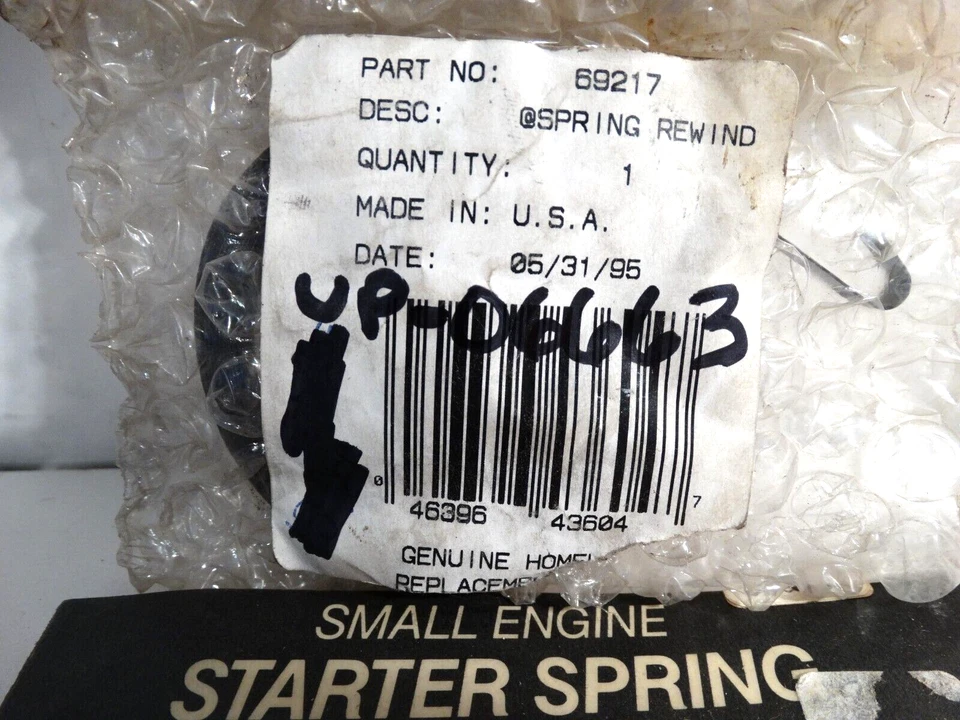 PART NO: 69217
DESC: @SPRING REWIND
QUANTITY: 1
MADE IN: U.S.A.
DATE: 05/31/95
UP-06663
0 46396 43604 7
GENUINE
SMALL ENGINE
STARTER SPRING